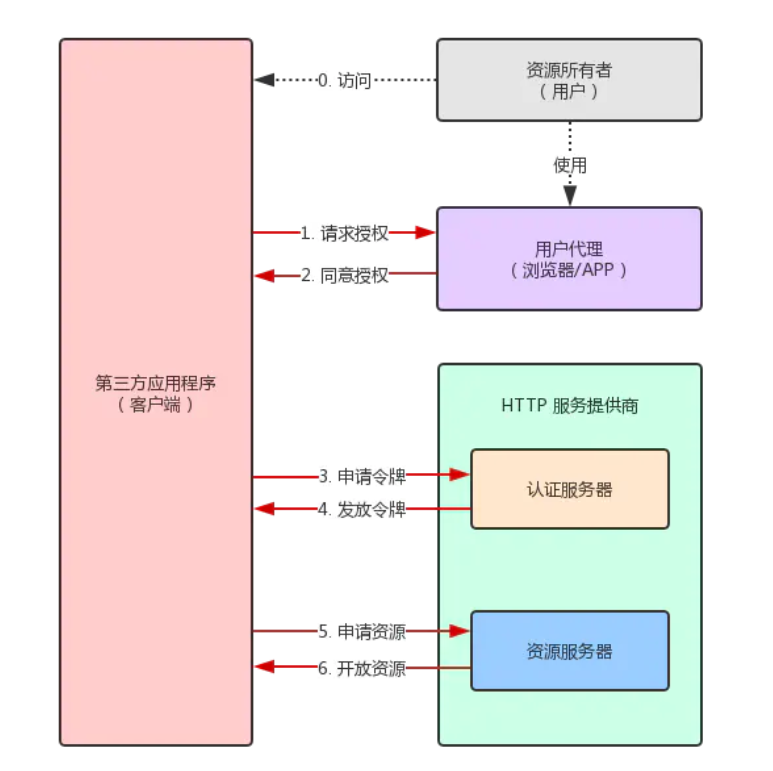 0. 访问
资源所有者
（ 用户 ）
使用
1. 请求授权
用户代理
（ 浏览器/APP ）
2. 同意授权
第三方应用程序
（ 客户端 ）
HTTP 服务提供商
3. 申请令牌
认证服务器
4. 发放令牌
5. 申请资源
资源服务器
6. 开放资源